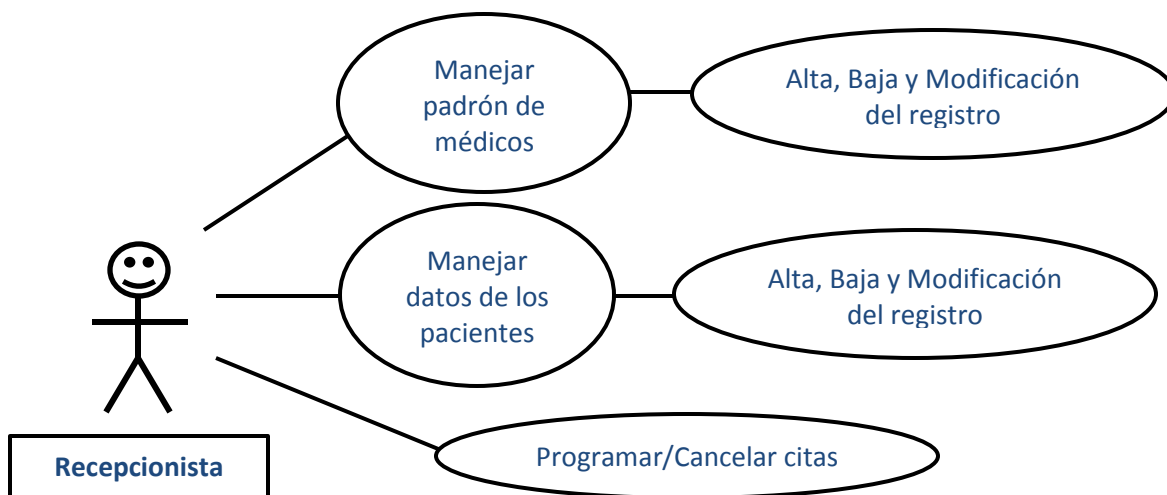 Manejar
padrón de
médicos
Alta, Baja y Modificación
del registro
Manejar
datos de los
pacientes
Alta, Baja y Modificación
del registro
Programar/Cancelar citas
Recepcionista